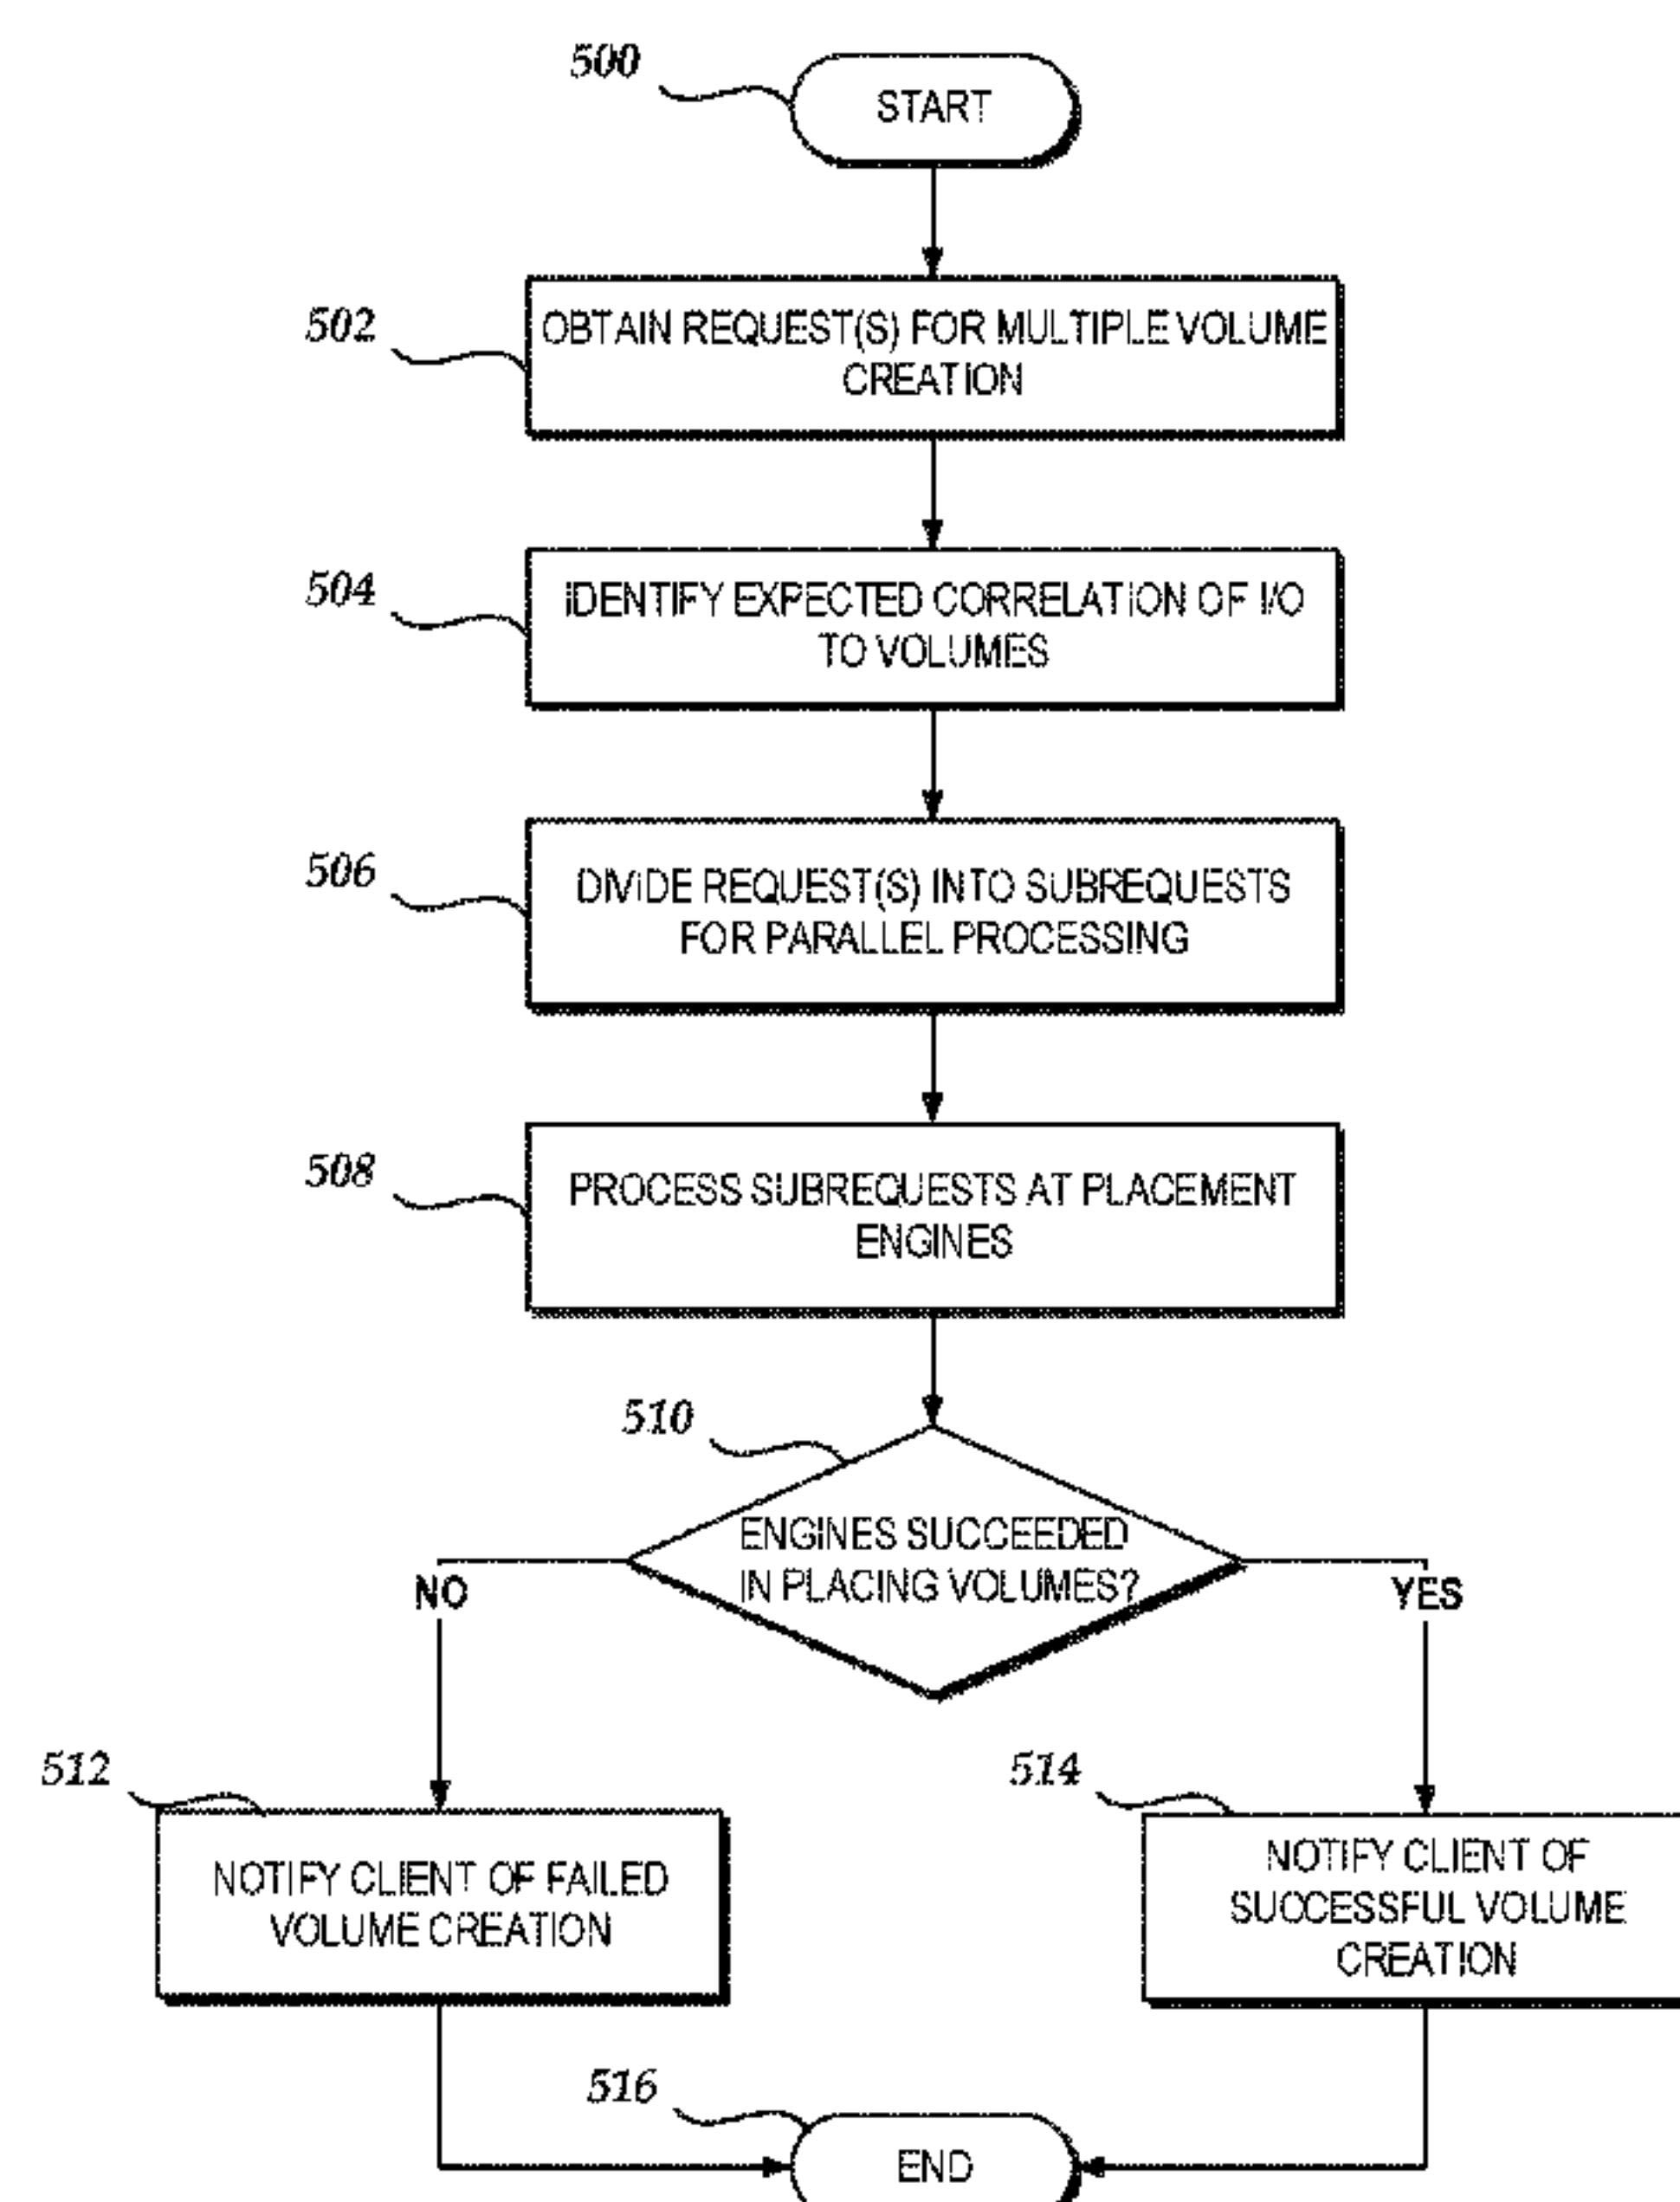 500
START
502
OBTAIN REQUEST(S) FOR MULTIPLE VOLUME
CREATION
504
IDENTIFY EXPECTED CORRELATION OF I/O
TO VOLUMES
506
DIVIDE REQUEST(S) INTO SUBREQUESTS
FOR PARALLEL PROCESSING
508
PROCESS SUBREQUESTS AT PLACEMENT
ENGINES
510
ENGINES SUCCEEDED
IN PLACING VOLUMES?
NO
YES
512
NOTIFY CLIENT OF FAILED
VOLUME CREATION
514
NOTIFY CLIENT OF
SUCCESSFUL VOLUME
CREATION
516
END